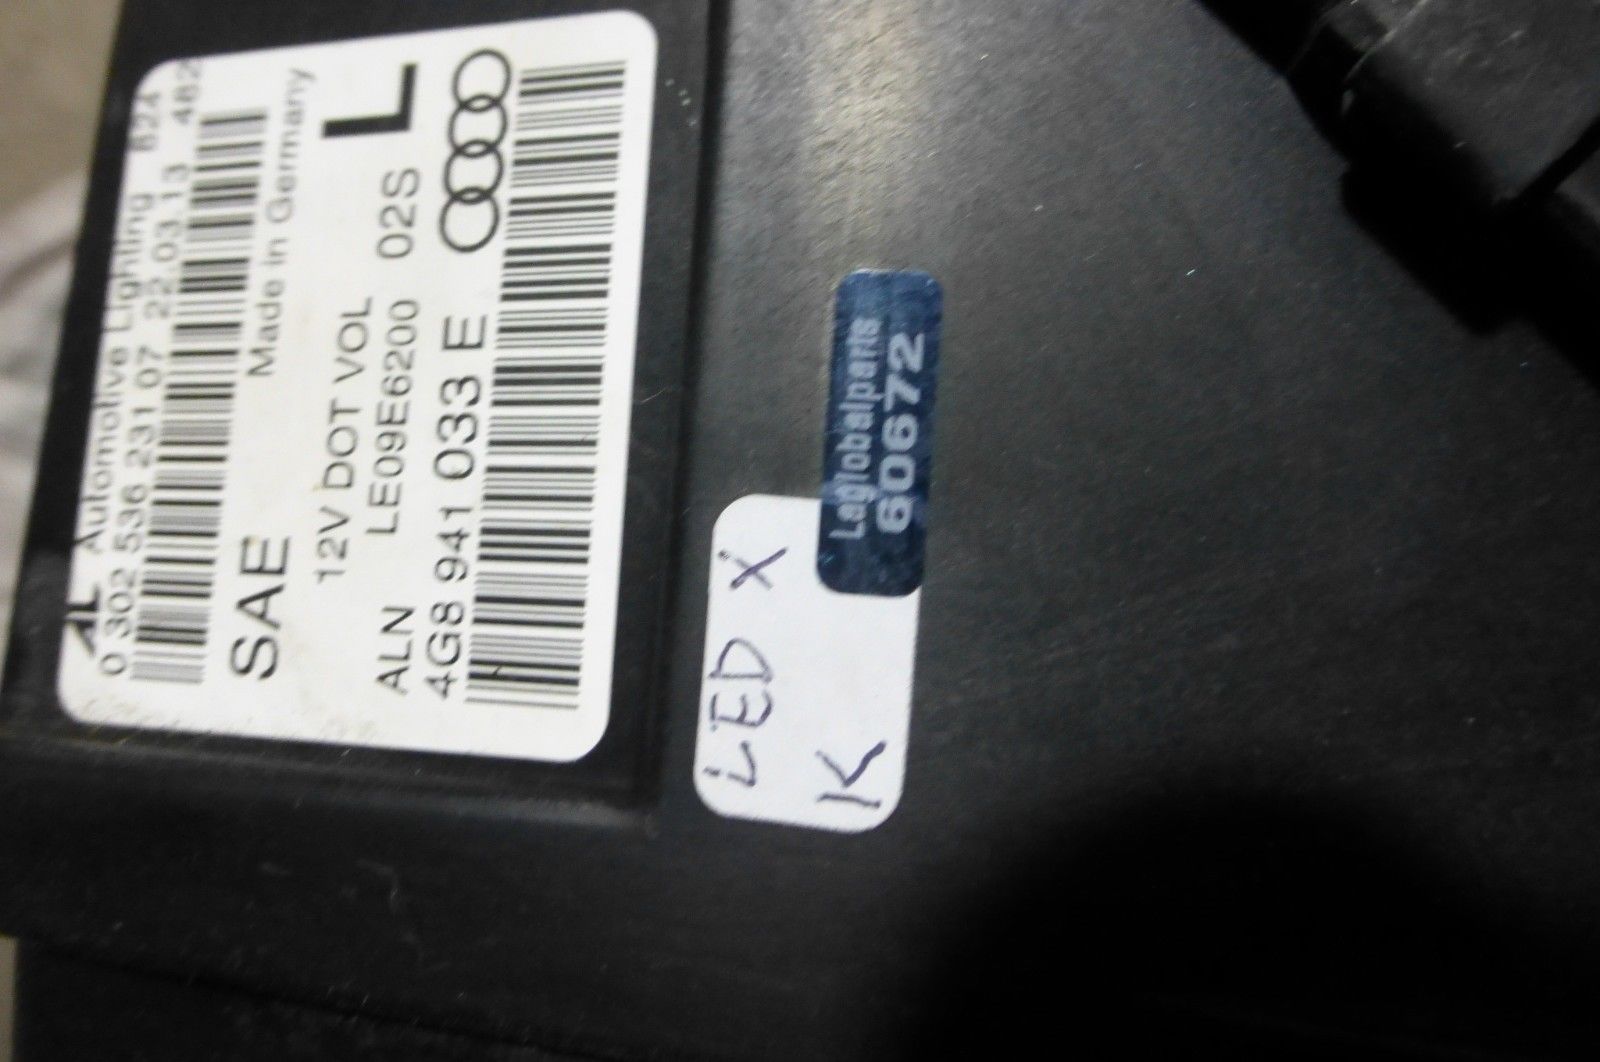 AL Automotive Lighting 624
0 302 536 231 07 22.03.13 482
Made in Germany
SAE
12V DOT VOL
L
LE09E6200 02S
ALN
4G8 941 033 E
LED X
K
Laglobalparts
60672